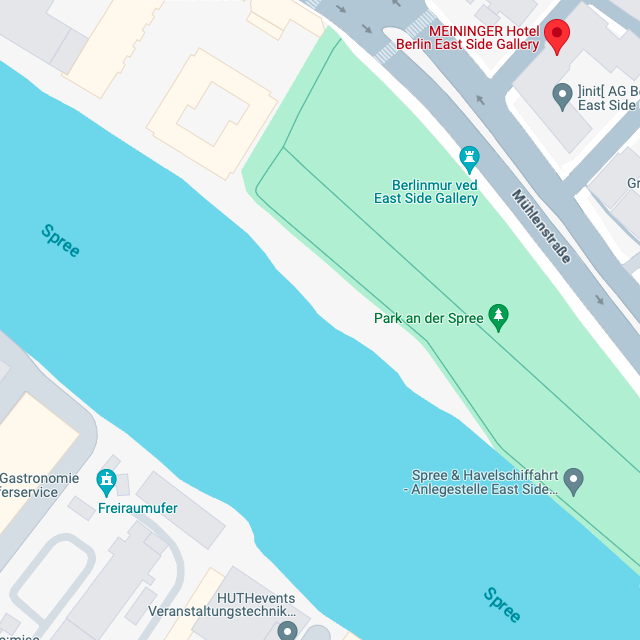 MEININGER Hotel
Berlin East Side Gallery
]init[ AG B
East Side
Berlinmur ved
East Side Gallery
Gr
Mühlenstraße
Spree
Park an der Spree
Spree & Havelschiffahrt
- Anlegestelle East Side...
Gastronomie
ferservice
Freiraumufer
HUTHevents
Veranstaltungstechnik...
Spree